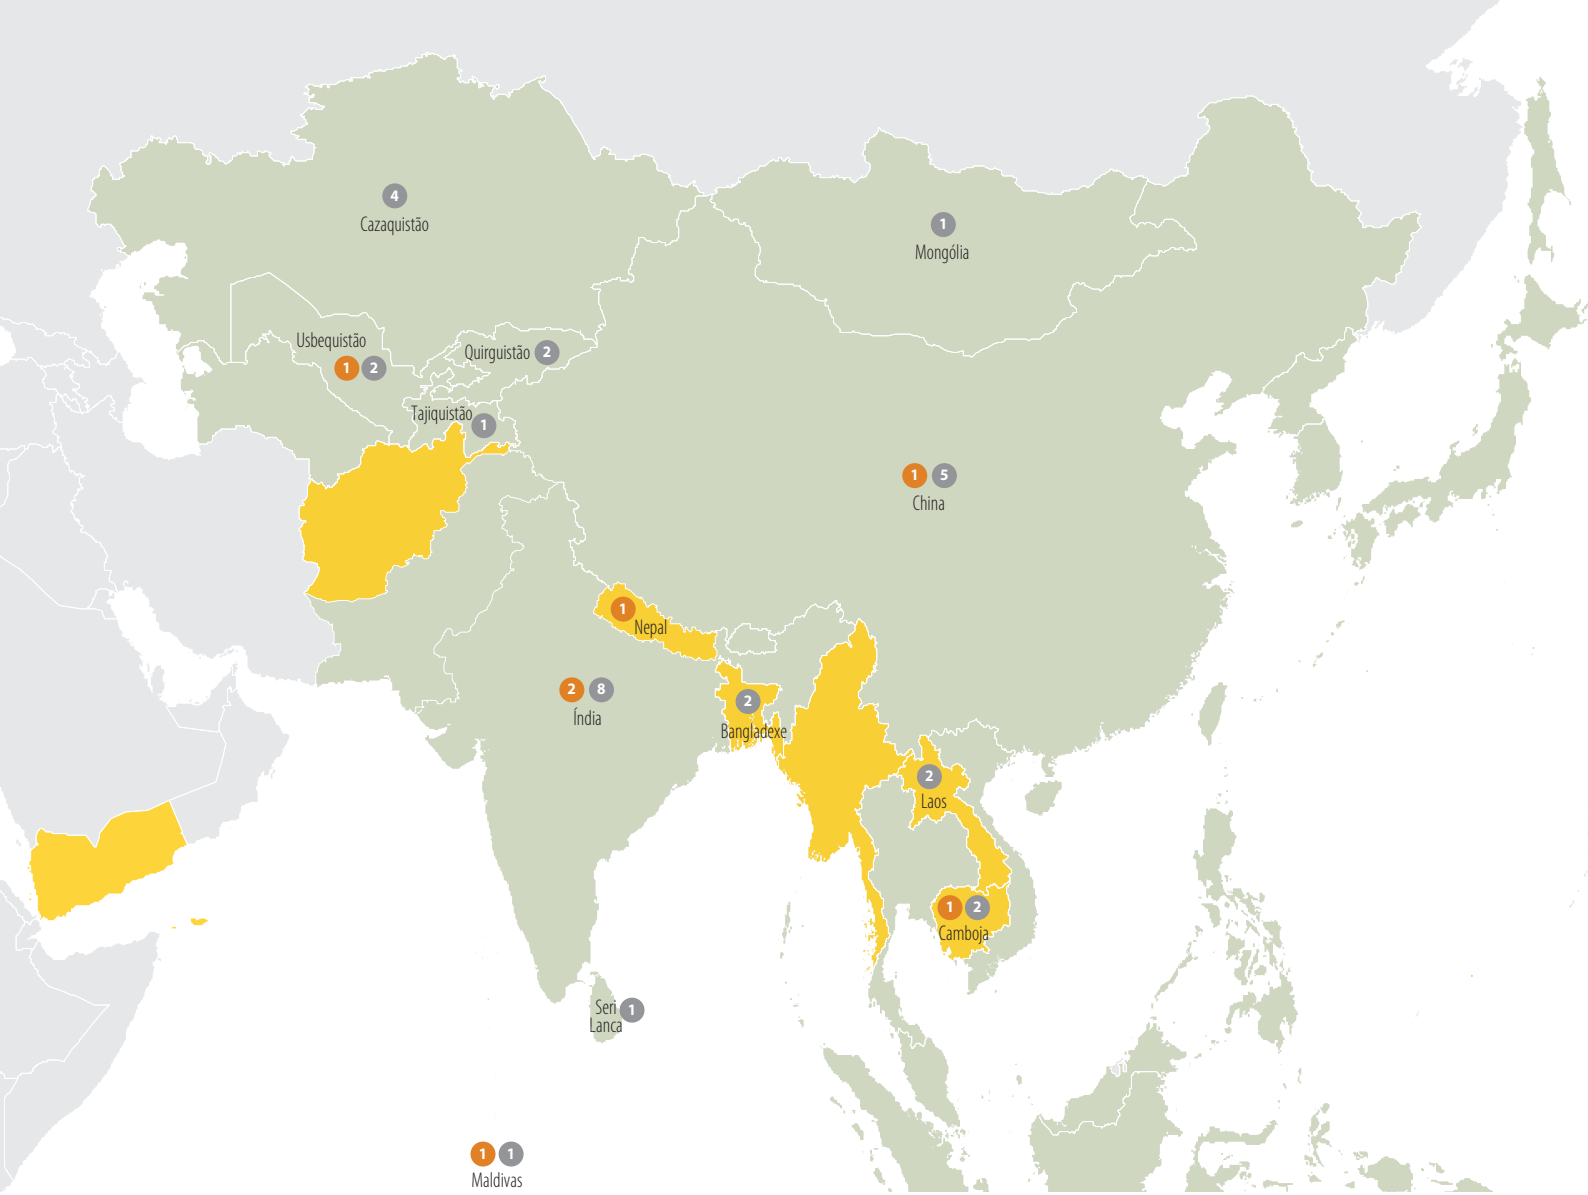 4
Cazaquistão
1
Mongólia
Usbequistão
1 2
Quirguistão 2
Tajiquistão 1
1 5
China
1
Nepal
2 8
Índia
2
Bangladexe
2
Laos
1 2
Camboja
Seri 1
Lanca
1 1
Maldivas